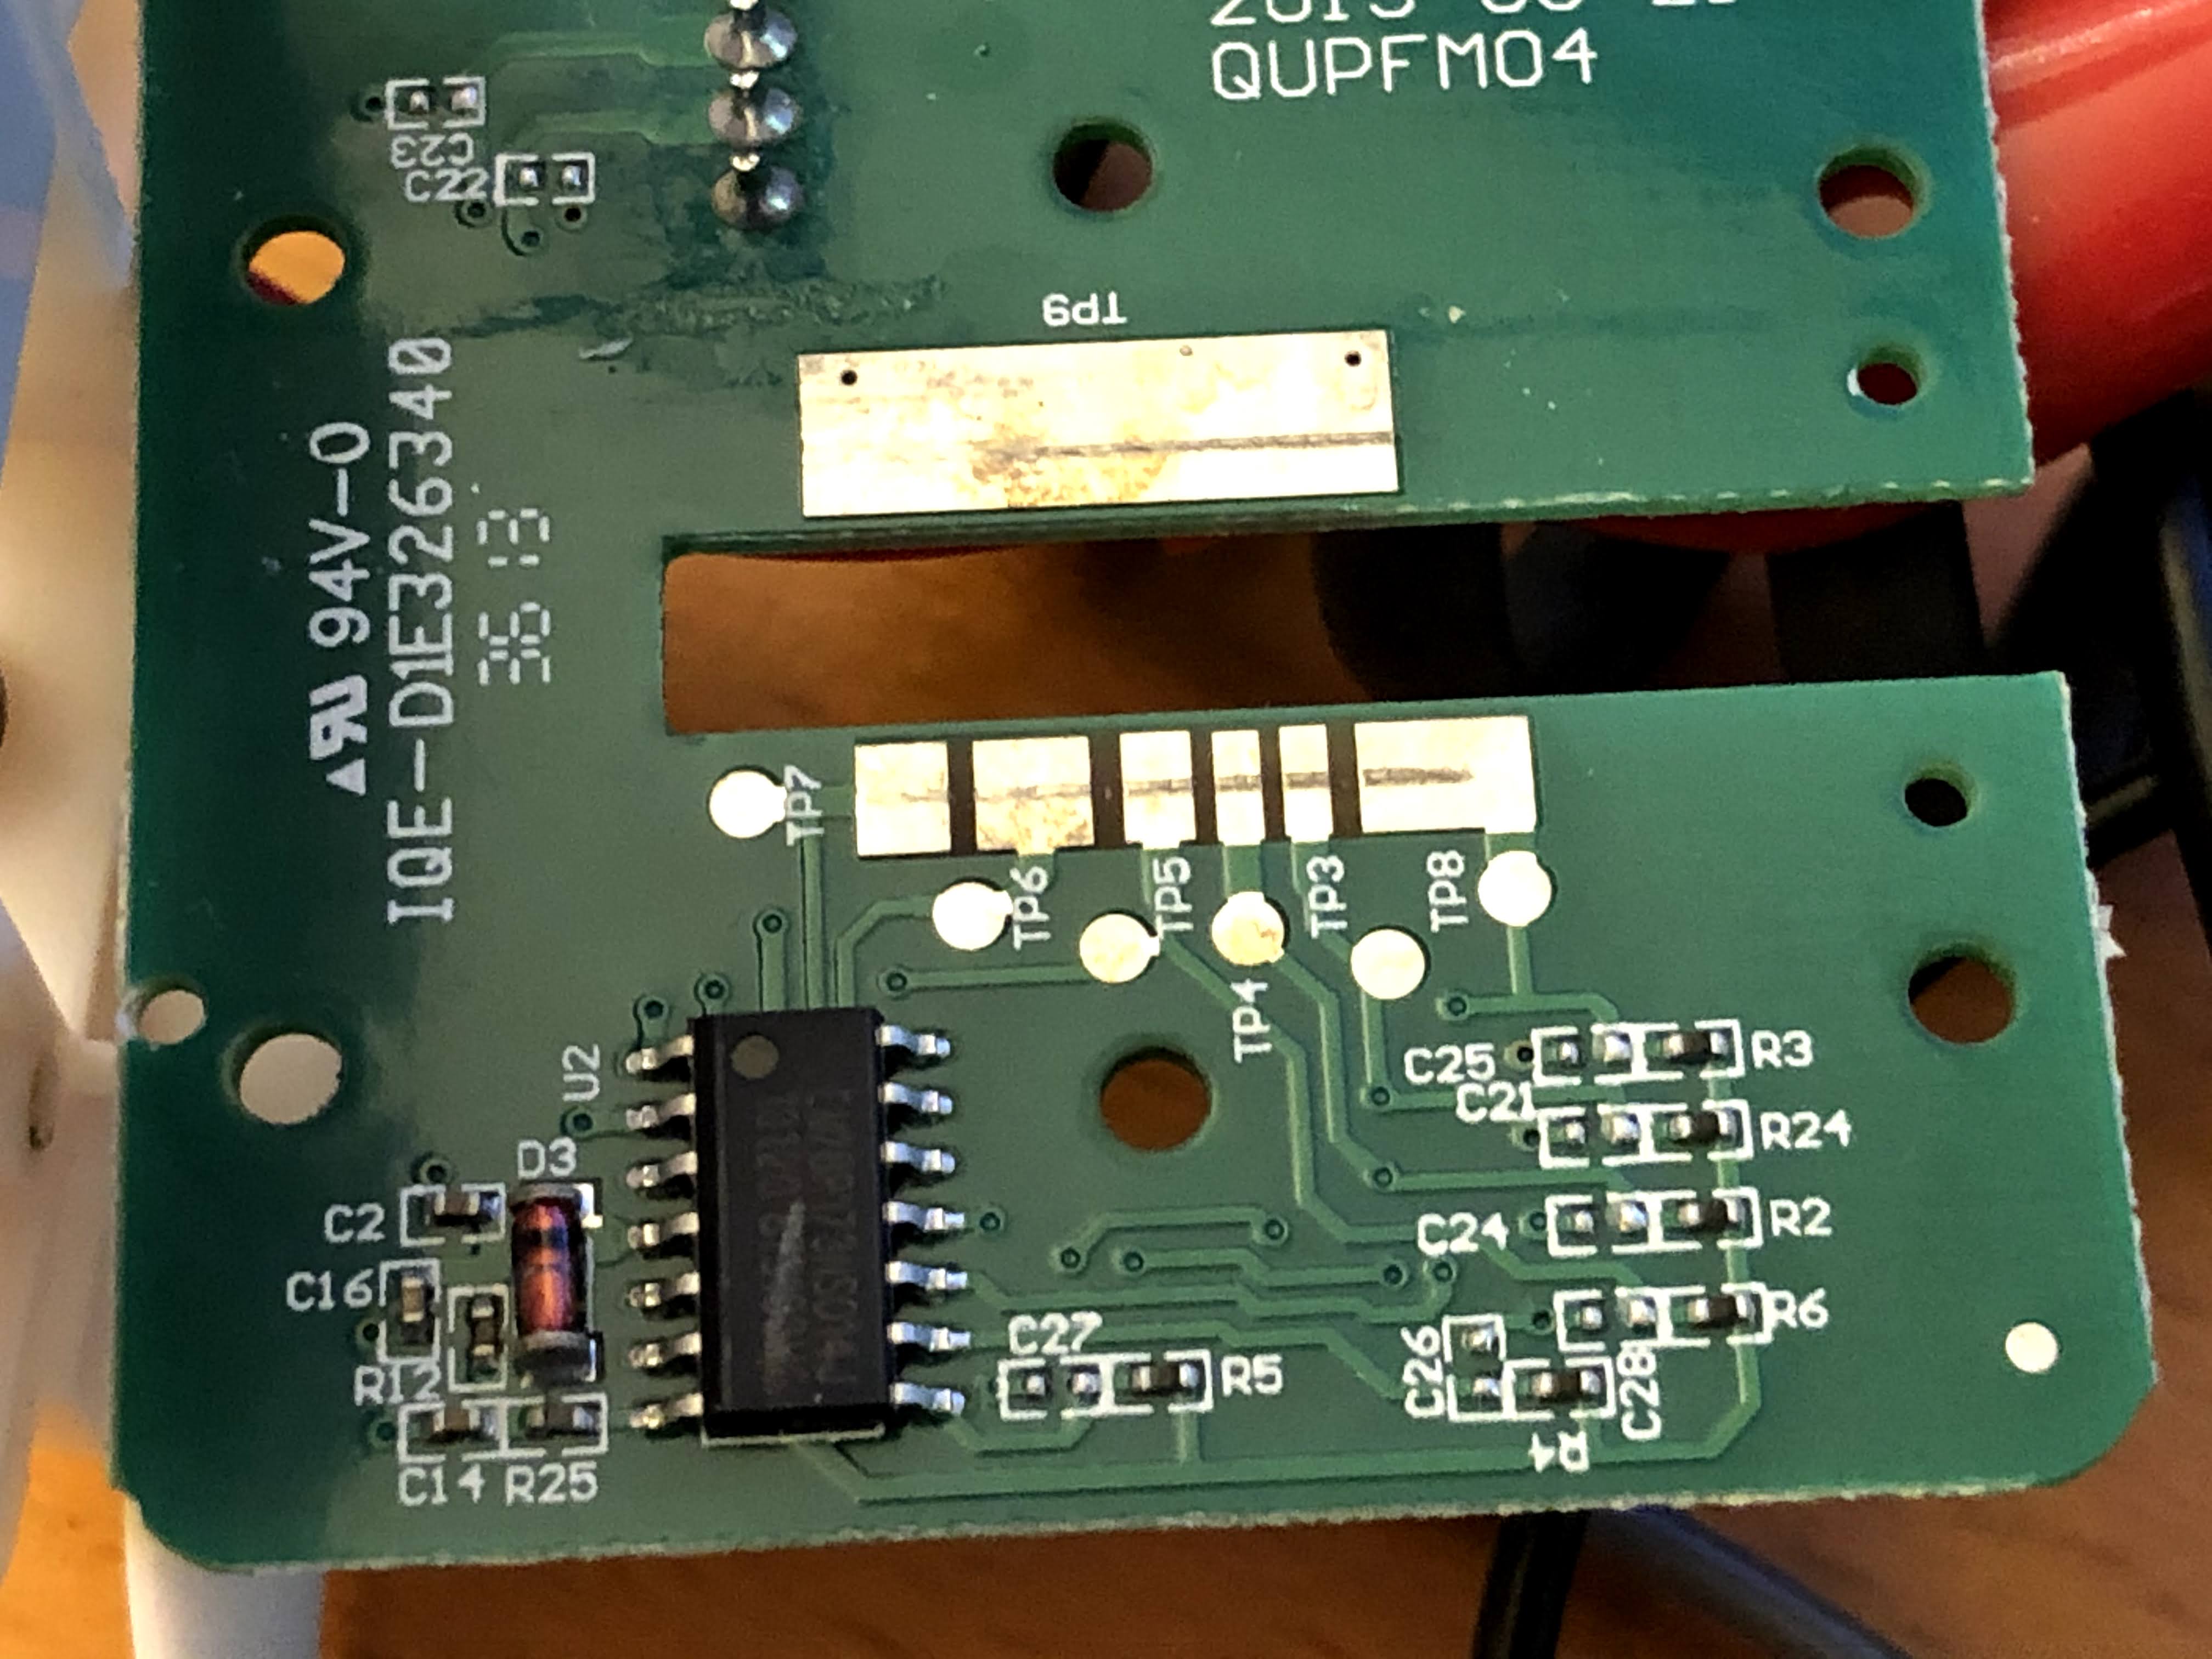 94V-0
IQE-D1E326340
3613
C16
C2
R12
C14
R25
D3
U2
C23
C22
TP7
TP6
TP5
TP4
TP3
TP8
TP9
C27
R5
C26
C24
C25
C21
R4
C28
R6
R2
R24
R3
QUPFM04